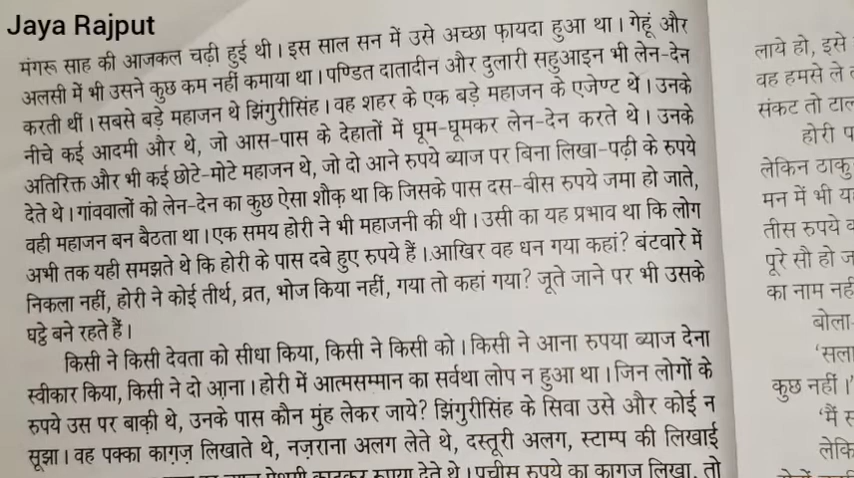 Jaya Rajput
मंगरू साह की आजकल चढ़ी हुई थी। इस साल सन में उसे अच्छा फ़ायदा हुआ था। गेहूं और
अलसी में भी उसने कुछ कम नहीं कमाया था। पण्डित दातादीन और दुलारी सहुआइन भी लेन-देन
करती थीं। सबसे बड़े महाजन थे झिंगुरीसिंह। वह शहर के एक बड़े महाजन के एजेण्ट थे। उनके
नीचे कई आदमी और थे, जो आस-पास के देहातों में घूम-घूमकर लेन-देन करते थे। उनके
अतिरिक्त और भी कई छोटे-मोटे महाजन थे, जो दो आने रुपये ब्याज पर बिना लिखा-पढ़ी के रुपये
देते थे। गांववालों को लेन-देन का कुछ ऐसा शौक़ था कि जिसके पास दस-बीस रुपये जमा हो जाते,
वही महाजन बन बैठता था। एक समय होरी ने भी महाजनी की थी। उसी का यह प्रभाव था कि लोग
अभी तक यही समझते थे कि होरी के पास दबे हुए रुपये हैं। आखिर वह धन गया कहां? बंटवारे में
निकला नहीं, होरी ने कोई तीर्थ, व्रत, भोज किया नहीं, गया तो कहां गया? जूते जाने पर भी उसके
घट्टे बने रहते हैं।
किसी ने किसी देवता को सीधा किया, किसी ने किसी को। किसी ने आना रुपया ब्याज देना
स्वीकार किया, किसी ने दो आना। होरी में आत्मसम्मान का सर्वथा लोप न हुआ था। जिन लोगों के
रुपये उस पर बाक़ी थे, उनके पास कौन मुंह लेकर जाये? झिंगुरीसिंह के सिवा उसे और कोई न
सूझा। वह पक्का काग़ज़ लिखाते थे, नज़राना अलग लेते थे, दस्तूरी अलग, स्टाम्प की लिखाई
पेशगी काटकर रुपया देते थे। पचीस रुपये का कागज लिखा, तो
लाये हो, इसे
वह हमसे ले
संकट तो टाल
होरी प
लेकिन ठाकु
मन में भी य
तीस रुपये
पूरे सौ हो ज
का नाम नह
बोला
'सला
कुछ नहीं।'
'मैं स
लेकि